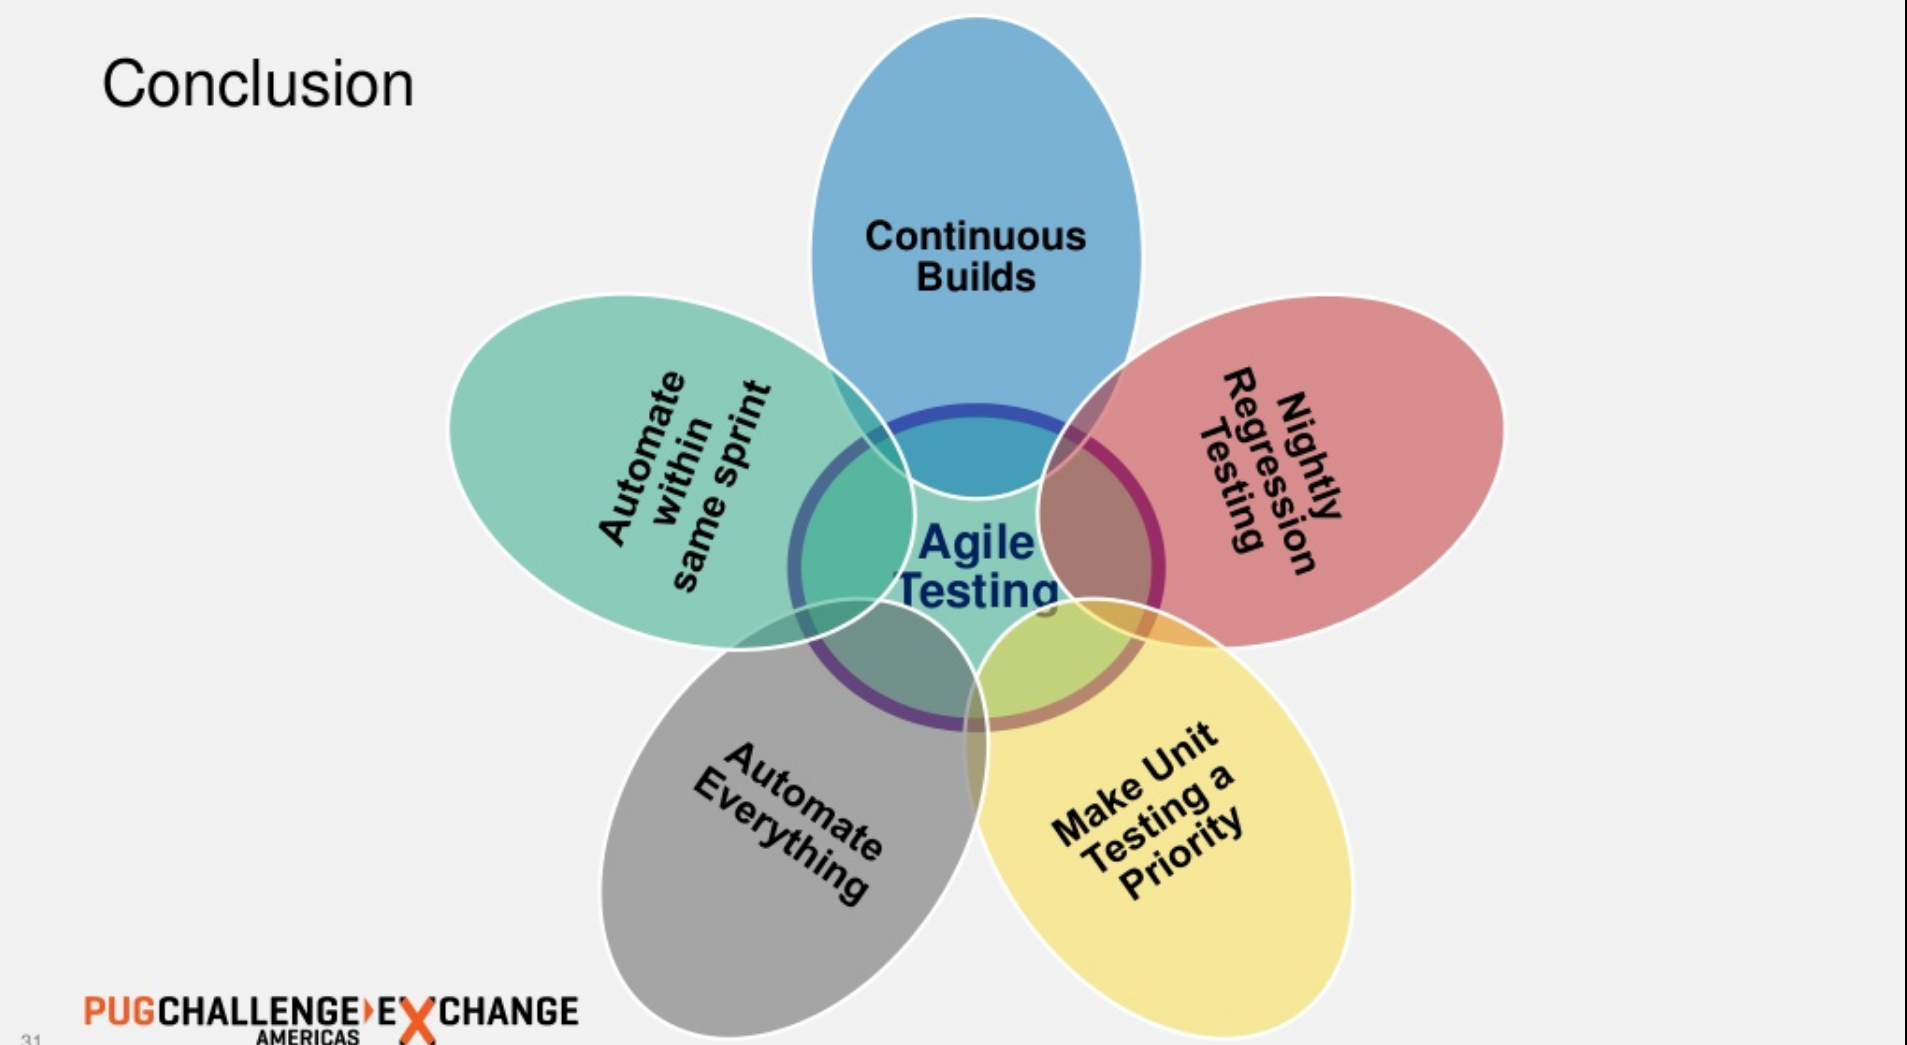 Conclusion
Continuous
Builds
Nightly
Regression
Testing
Automate
within
same sprint
Agile
Testing
Make Unit
Testing a
Priority
Automate
Everything
PUGCHALLENGE EXCHANGE
AMERICAS
31